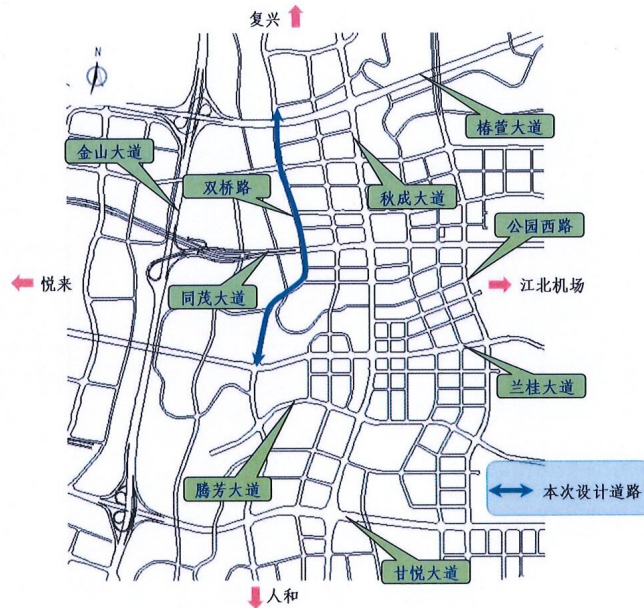 复兴
N
椿萱大道
金山大道
双桥路
秋成大道
公园西路
悦来
同茂大道
江北机场
兰桂大道
腾芳大道
本次设计道路
甘悦大道
人和